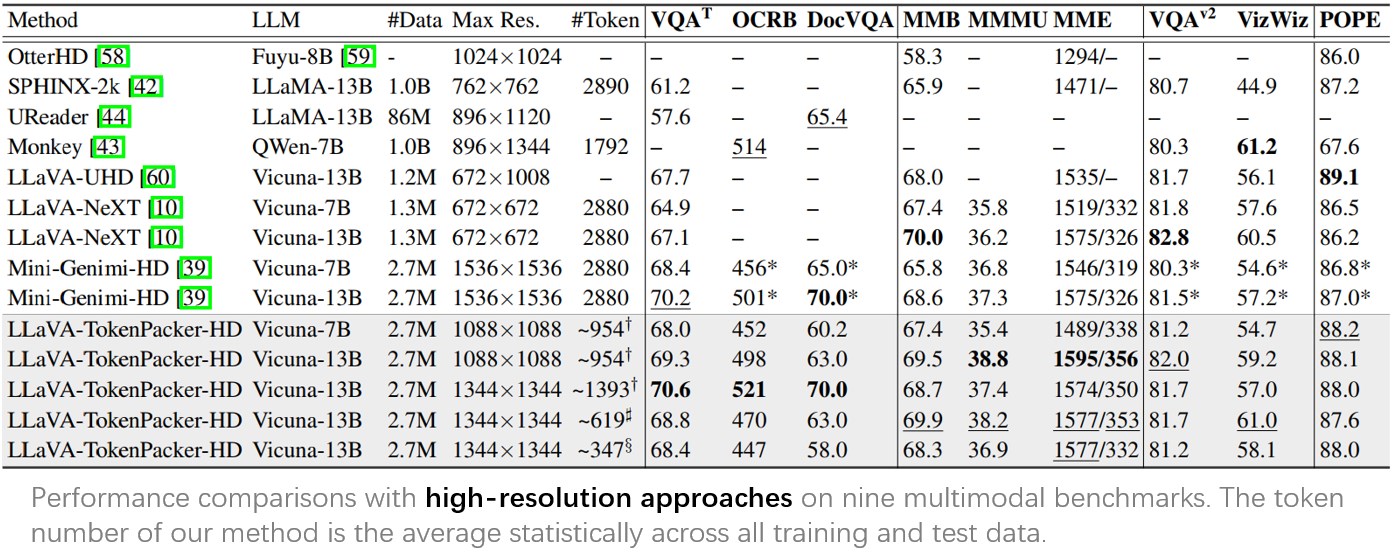 Method LLM #Data Max Res. #Token VQAᵀ OCRB DocVQA MMB MMMU MME VQAᵛ² VizWiz POPE
OtterHD [58] Fuyu-8B [59] - 1024×1024 – – – – 58.3 – 1294/– – – 86.0
SPHINX-2k [42] LLaMA-13B 1.0B 762×762 2890 61.2 – – 65.9 – 1471/– 80.7 44.9 87.2
UReader [44] LLaMA-13B 86M 896×1120 – 57.6 – 65.4 – – – – – –
Monkey [43] QWen-7B 1.0B 896×1344 1792 – 514 – – – – 80.3 61.2 67.6
LLaVA-UHD [60] Vicuna-13B 1.2M 672×1008 – 67.7 – – 68.0 – 1535/– 81.7 56.1 89.1
LLaVA-NeXT [10] Vicuna-7B 1.3M 672×672 2880 64.9 – – 67.4 35.8 1519/332 81.8 57.6 86.5
LLaVA-NeXT [10] Vicuna-13B 1.3M 672×672 2880 67.1 – – 70.0 36.2 1575/326 82.8 60.5 86.2
Mini-Genimi-HD [39] Vicuna-7B 2.7M 1536×1536 2880 68.4 456* 65.0* 65.8 36.8 1546/319 80.3* 54.6* 86.8*
Mini-Genimi-HD [39] Vicuna-13B 2.7M 1536×1536 2880 70.2 501* 70.0* 68.6 37.3 1575/326 81.5* 57.2* 87.0*
LLaVA-TokenPacker-HD Vicuna-7B 2.7M 1088×1088 ~954† 68.0 452 60.2 67.4 35.4 1489/338 81.2 54.7 88.2
LLaVA-TokenPacker-HD Vicuna-13B 2.7M 1088×1088 ~954† 69.3 498 63.0 69.5 38.8 1595/356 82.0 59.2 88.1
LLaVA-TokenPacker-HD Vicuna-13B 2.7M 1344×1344 ~1393† 70.6 521 70.0 68.7 37.4 1574/350 81.7 57.0 88.0
LLaVA-TokenPacker-HD Vicuna-13B 2.7M 1344×1344 ~619♯ 68.8 470 63.0 69.9 38.2 1577/353 81.7 61.0 87.6
LLaVA-TokenPacker-HD Vicuna-13B 2.7M 1344×1344 ~347§ 68.4 447 58.0 68.3 36.9 1577/332 81.2 58.1 88.0
Performance comparisons with high-resolution approaches on nine multimodal benchmarks. The token
number of our method is the average statistically across all training and test data.